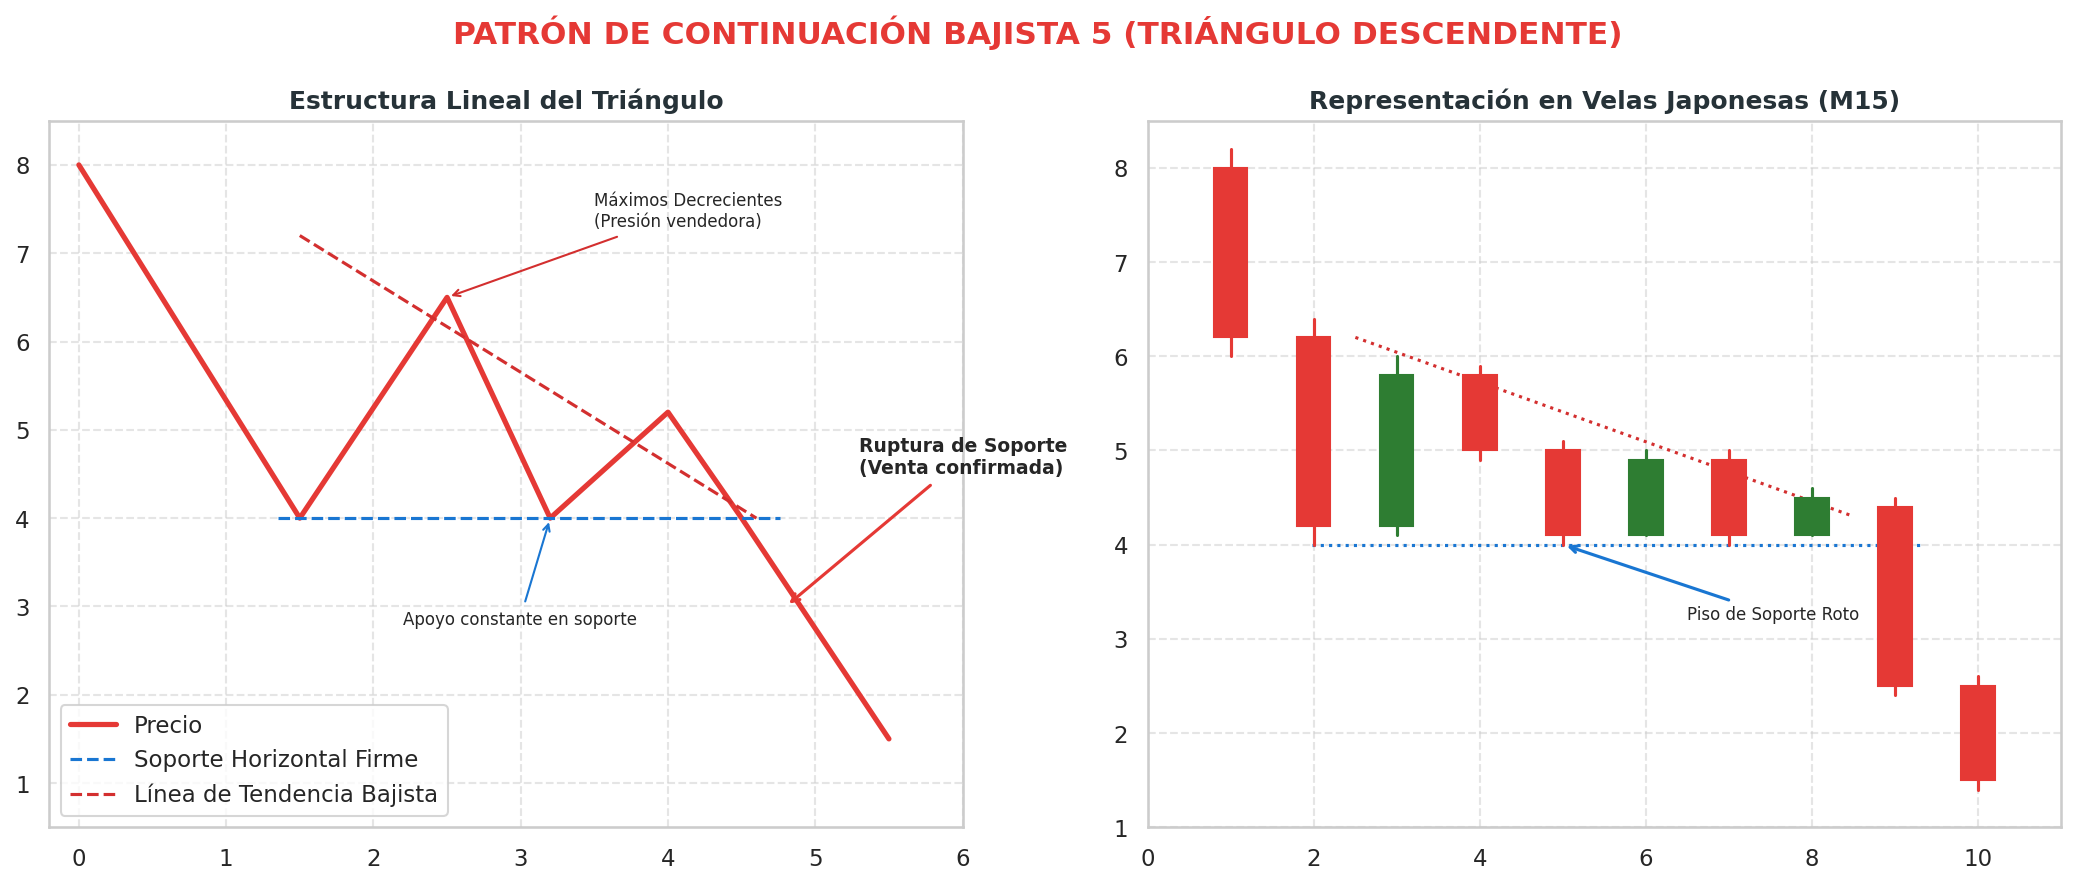 PATRÓN DE CONTINUACIÓN BAJISTA 5 (TRIÁNGULO DESCENDENTE)
Estructura Lineal del Triángulo
8
7
6
5
4
3
2
1
0
1
2
3
4
5
6
Máximos Decrecientes
(Presión vendedora)
Ruptura de Soporte
(Venta confirmada)
Apoyo constante en soporte
Precio
Soporte Horizontal Firme
Línea de Tendencia Bajista
Representación en Velas Japonesas (M15)
8
7
6
5
4
3
2
1
0
2
4
6
8
10
Piso de Soporte Roto